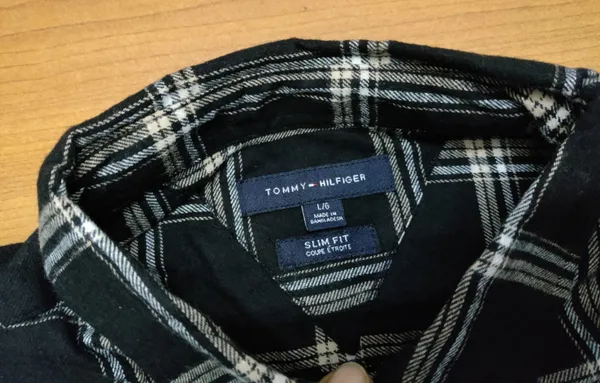 TOMMY HILFIGER
L/G
MADE IN
BANGLADESH
SLIM FIT
COUPE ÉTROITE